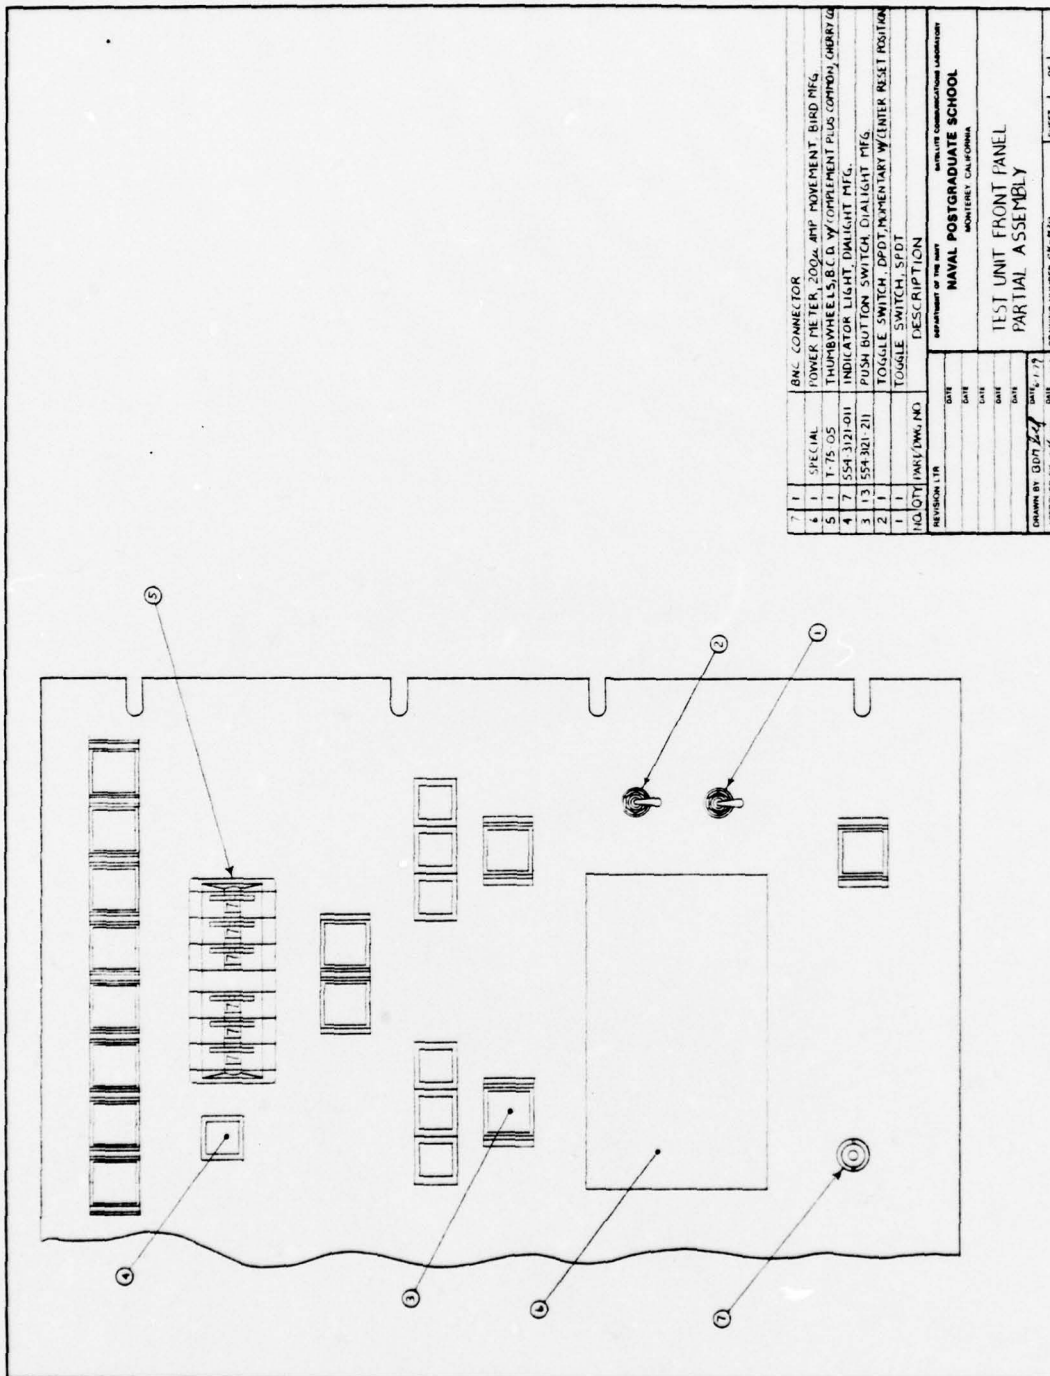 7 1 BNC CONNECTOR
6 1 SPECIAL POWER METER, 200µ AMP MOVEMENT, BIRD MFG
5 1 T-75-05 THUMBWHEELS, B.C.D. W/COMPLEMENT PLUS COMMON, CHERRY CO
4 7 554-3121-011 INDICATOR LIGHT, DIALIGHT MFG.
3 13 554-3121-211 PUSH BUTTON SWITCH, DIALIGHT MFG
2 1 TOGGLE SWITCH, DPDT, MOMENTARY W/CENTER RESET POSITION
1 1 TOGGLE SWITCH, SPDT
NO. QTY PART/DWG. NO. DESCRIPTION
REVISION LTR
DATE
DATE
DATE
DATE
DATE
DEPARTMENT OF THE NAVY SATELLITE COMMUNICATIONS LABORATORY
NAVAL POSTGRADUATE SCHOOL
MONTEREY, CALIFORNIA
TEST UNIT FRONT PANEL
PARTIAL ASSEMBLY
DRAWN BY DATE
DATE
5
2
1
4
3
6
7